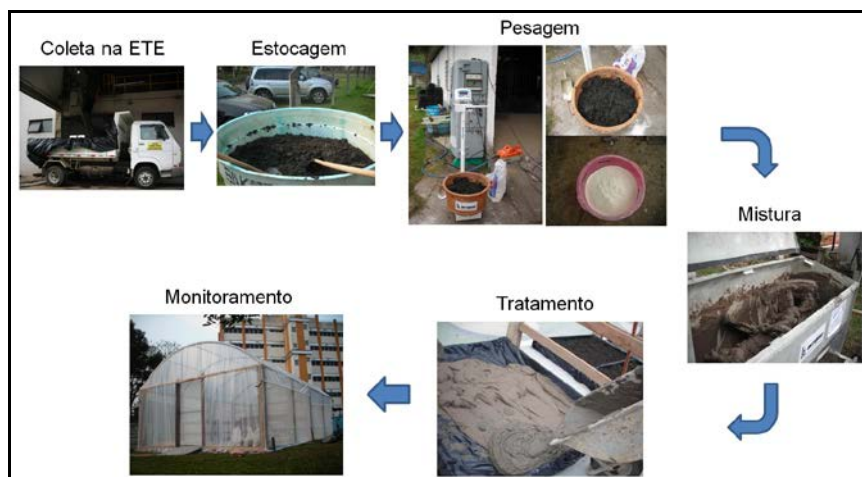 Coleta na ETE
Estocagem
Pesagem
Mistura
Tratamento
Monitoramento